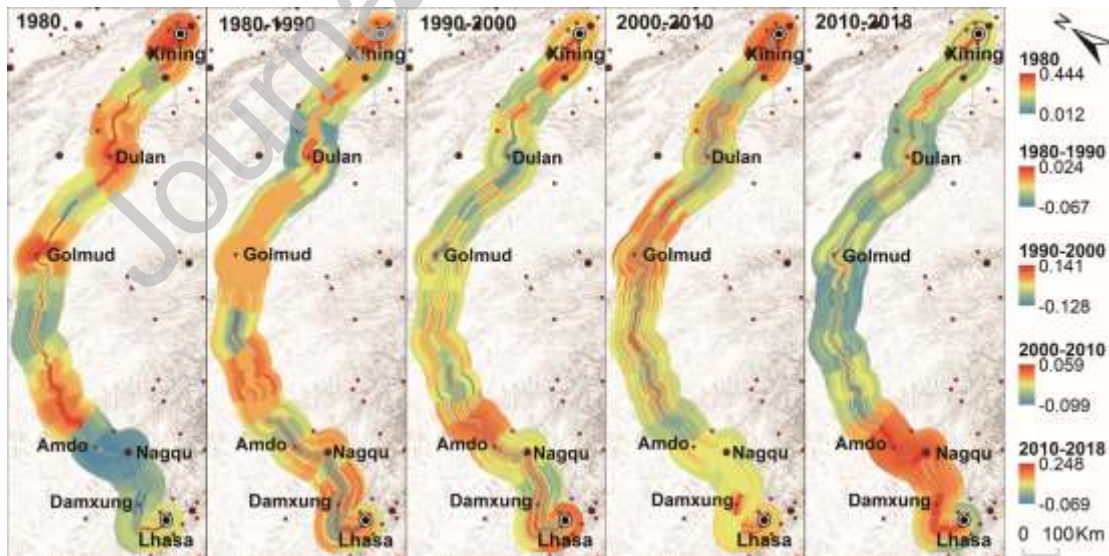 1980
1980-1990
1990-2000
2000-2010
2010-2018
Xining
Xining
Xining
Xining
Xining
Dulan
Dulan
Dulan
Dulan
Dulan
Golmud
Golmud
Golmud
Golmud
Golmud
Amdo
Nagqu
Amdo
Nagqu
Amdo
Nagqu
Amdo
Nagqu
Amdo
Nagqu
Damxung
Damxung
Damxung
Damxung
Damxung
Lhasa
Lhasa
Lhasa
Lhasa
Lhasa
N
1980
0.444
0.012
1980-1990
0.024
-0.067
1990-2000
0.141
-0.128
2000-2010
0.059
-0.099
2010-2018
0.248
-0.069
0 100Km
Journa